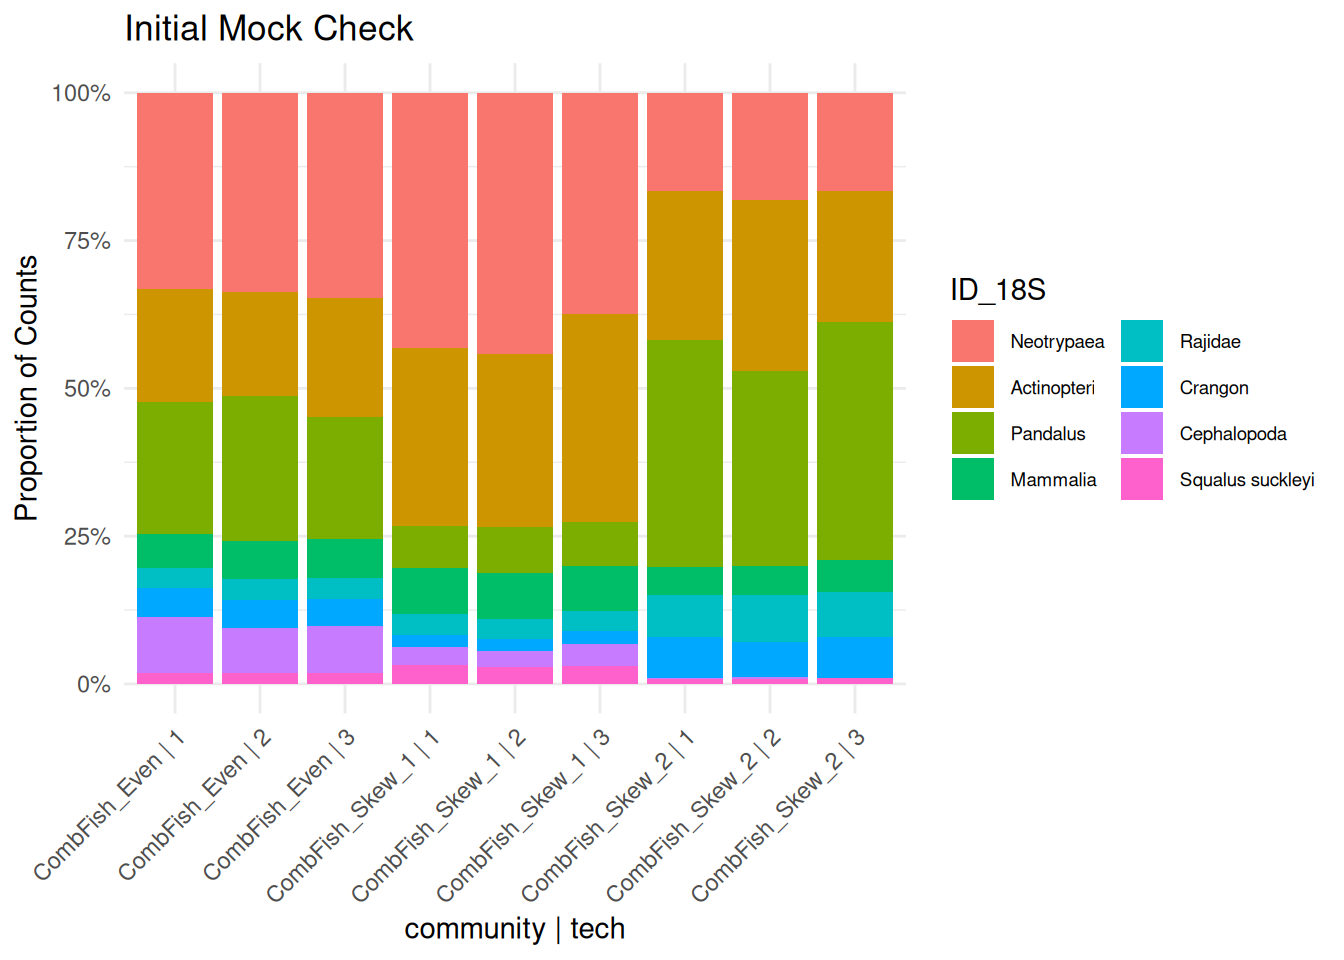 Initial Mock Check
Proportion of Counts
100%
75%
50%
25%
0%
CombFish_Even | 1
CombFish_Even | 2
CombFish_Even | 3
CombFish_Skew_1 | 1
CombFish_Skew_1 | 2
CombFish_Skew_1 | 3
CombFish_Skew_2 | 1
CombFish_Skew_2 | 2
CombFish_Skew_2 | 3
community | tech
ID_18S
Neotrypaea
Actinopteri
Pandalus
Mammalia
Rajidae
Crangon
Cephalopoda
Squalus suckleyi